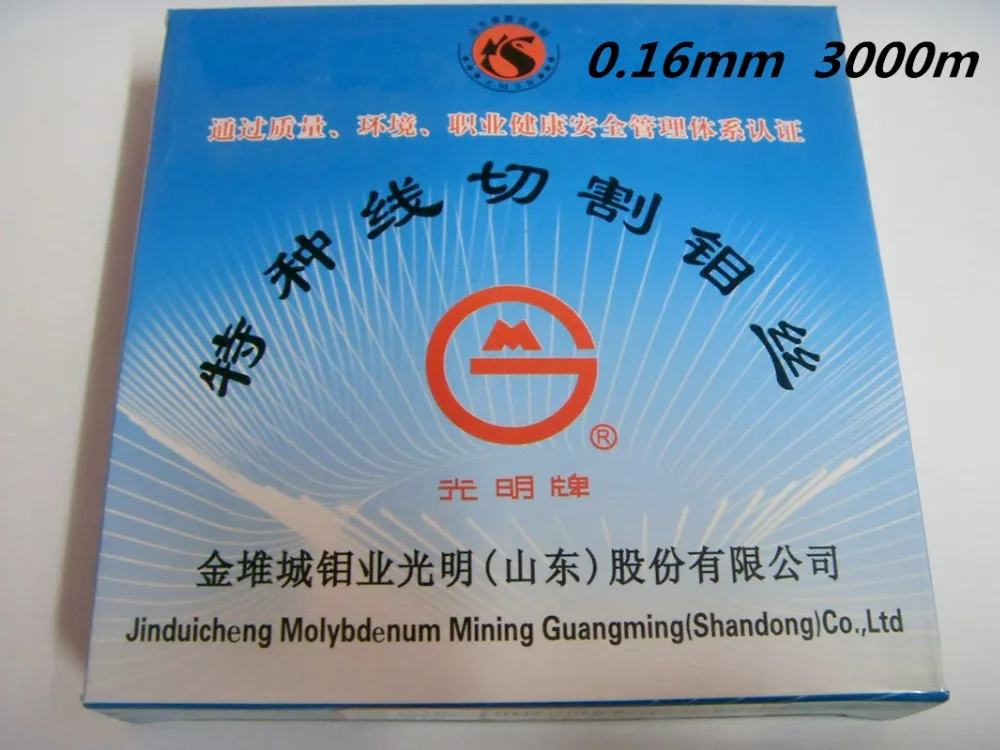 0.16mm 3000m
通过质量、环境、职业健康安全管理体系认证
特种线切割钼丝
®
光明牌
金堆城钼业光明(山东)股份有限公司
Jinduicheng Molybdenum Mining Guangming(Shandong)Co.,Ltd